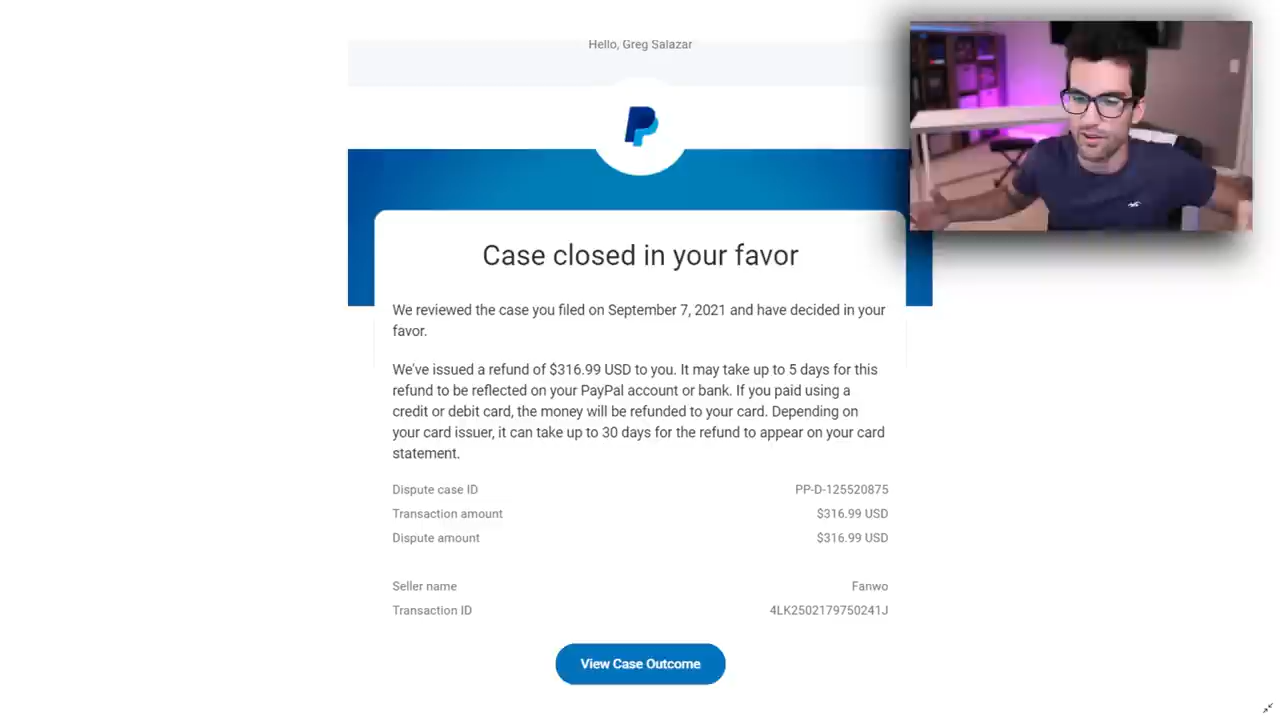 Hello, Greg Salazar
Case closed in your favor
We reviewed the case you filed on September 7, 2021 and have decided in your
favor.
We've issued a refund of $316.99 USD to you. It may take up to 5 days for this
refund to be reflected on your PayPal account or bank. If you paid using a
credit or debit card, the money will be refunded to your card. Depending on
your card issuer, it can take up to 30 days for the refund to appear on your card
statement.
Dispute case ID PP-D-125520875
Transaction amount $316.99 USD
Dispute amount $316.99 USD
Seller name Fanwo
Transaction ID 4LK2502179750241J
View Case Outcome